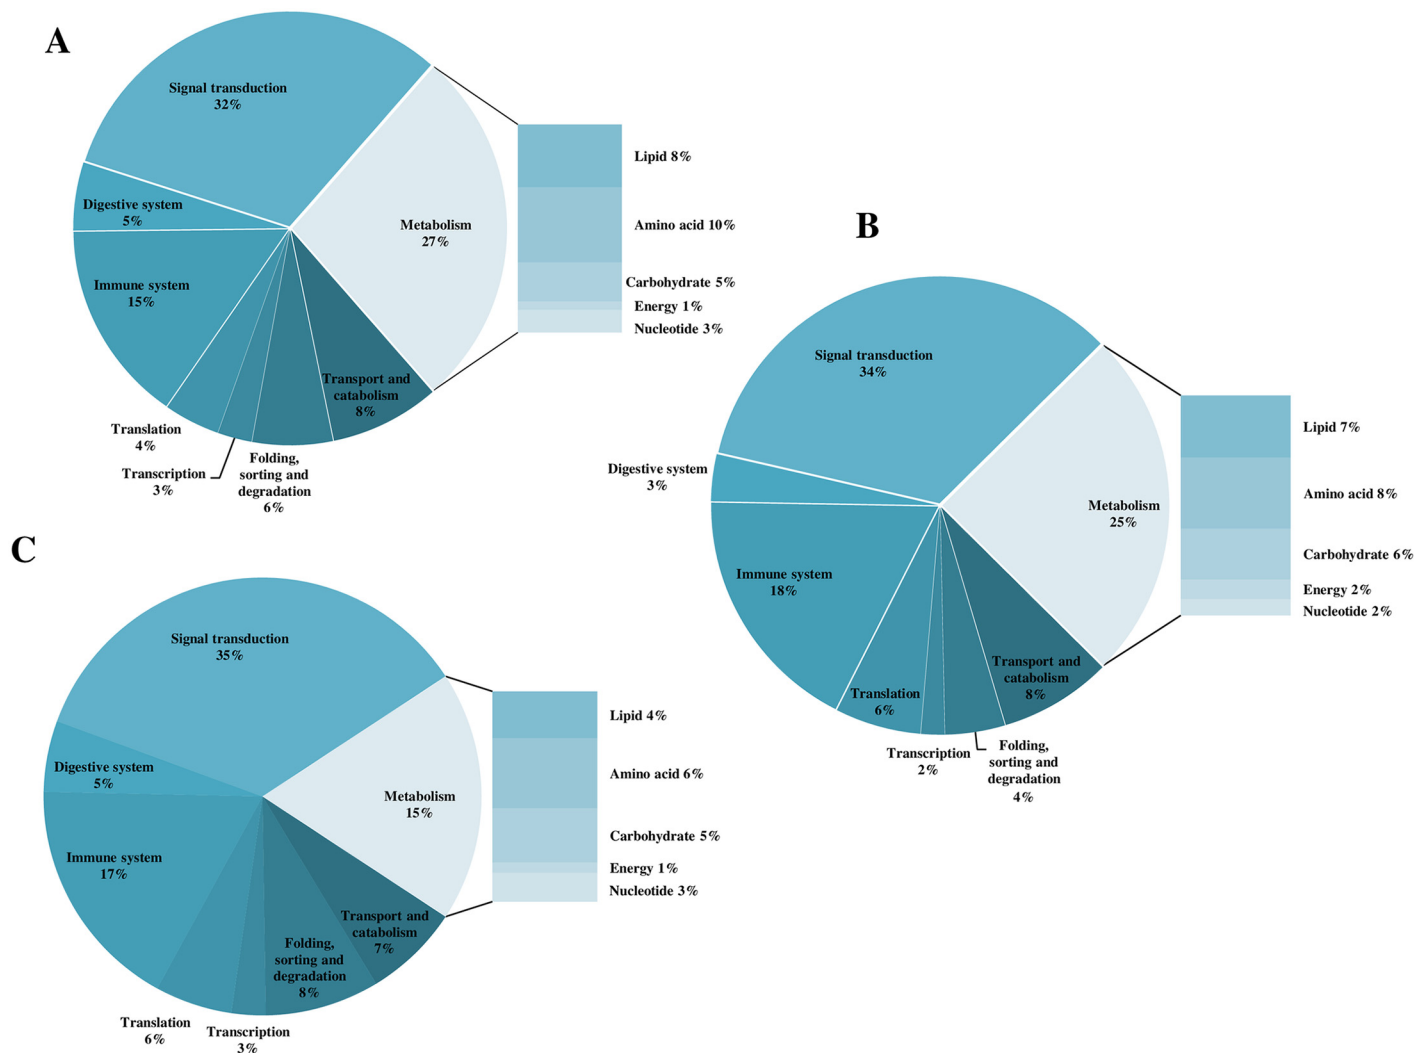 A
Signal transduction
32%
Digestive system
5%
Immune system
15%
Translation
4%
Transcription
3%
Folding,
sorting and
degradation
6%
Transport and
catabolism
8%
Metabolism
27%
Lipid 8%
Amino acid 10%
Carbohydrate 5%
Energy 1%
Nucleotide 3%
B
Signal transduction
34%
Digestive system
3%
Immune system
18%
Translation
6%
Transcription
2%
Folding,
sorting and
degradation
4%
Transport and
catabolism
8%
Metabolism
25%
Lipid 7%
Amino acid 8%
Carbohydrate 6%
Energy 2%
Nucleotide 2%
C
Signal transduction
35%
Digestive system
5%
Immune system
17%
Translation
6%
Transcription
3%
Folding,
sorting and
degradation
8%
Transport and
catabolism
7%
Metabolism
15%
Lipid 4%
Amino acid 6%
Carbohydrate 5%
Energy 1%
Nucleotide 3%